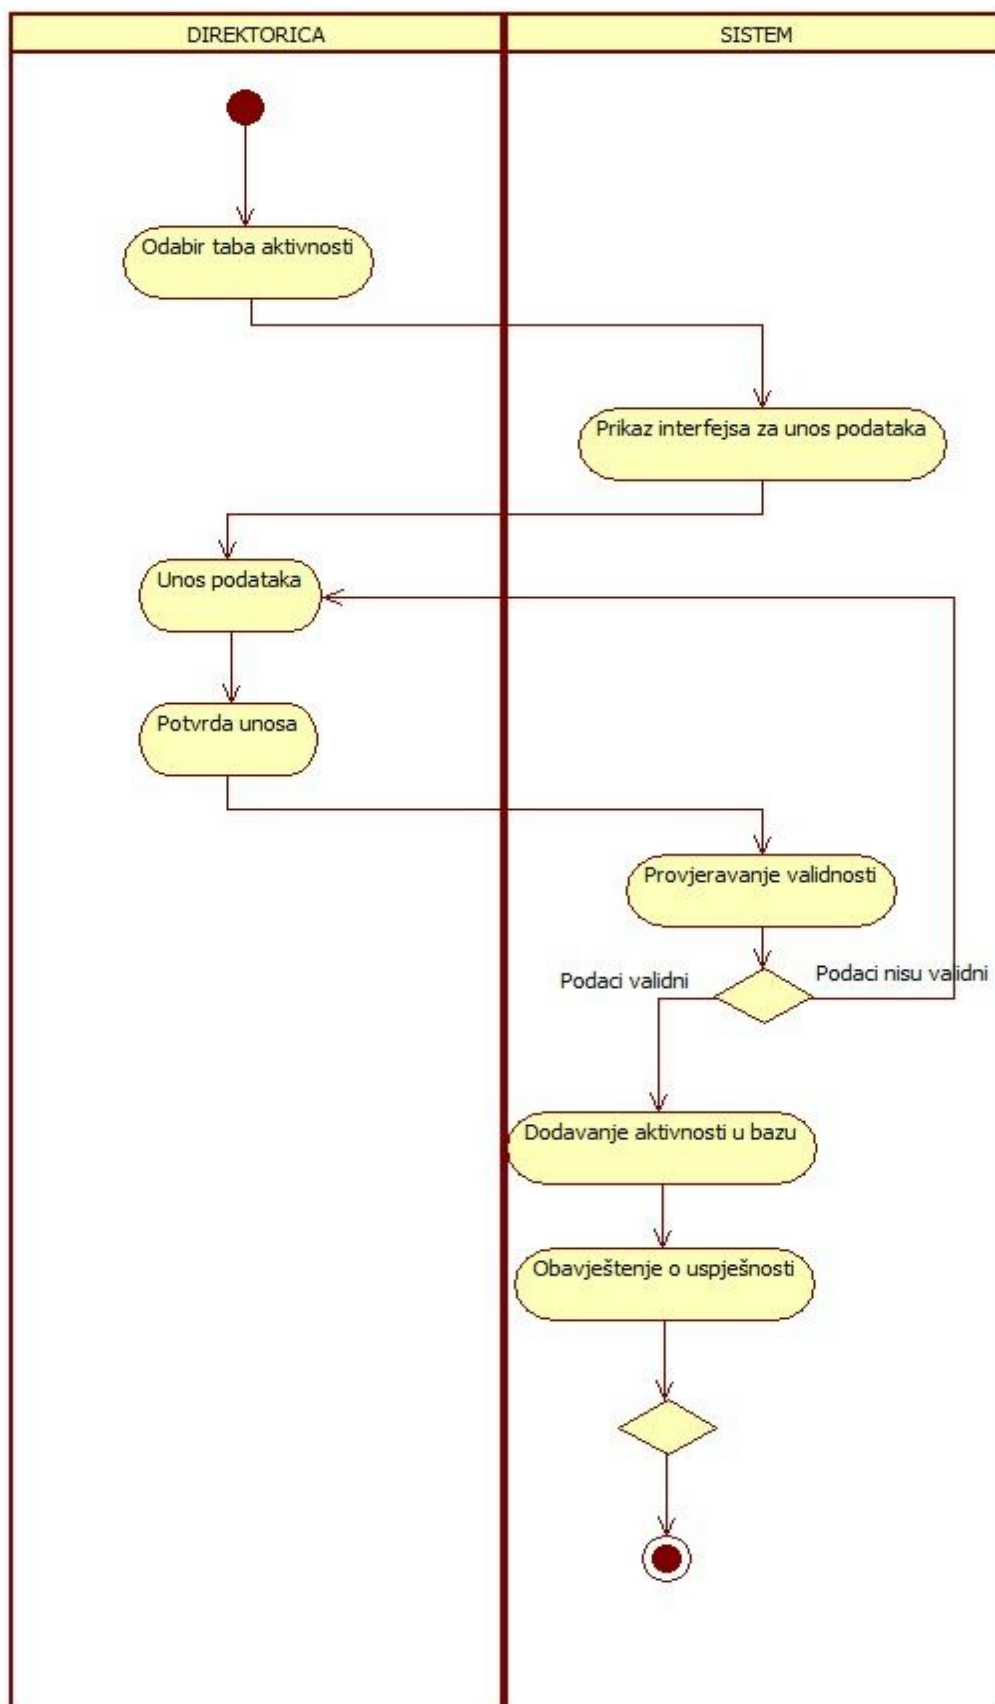 DIREKTORICA
SISTEM
Odabir taba aktivnosti
Prikaz interfejsa za unos podataka
Unos podataka
Potvrda unosa
Provjeravanje validnosti
Podaci validni
Podaci nisu validni
Dodavanje aktivnosti u bazu
Obavještenje o uspješnosti